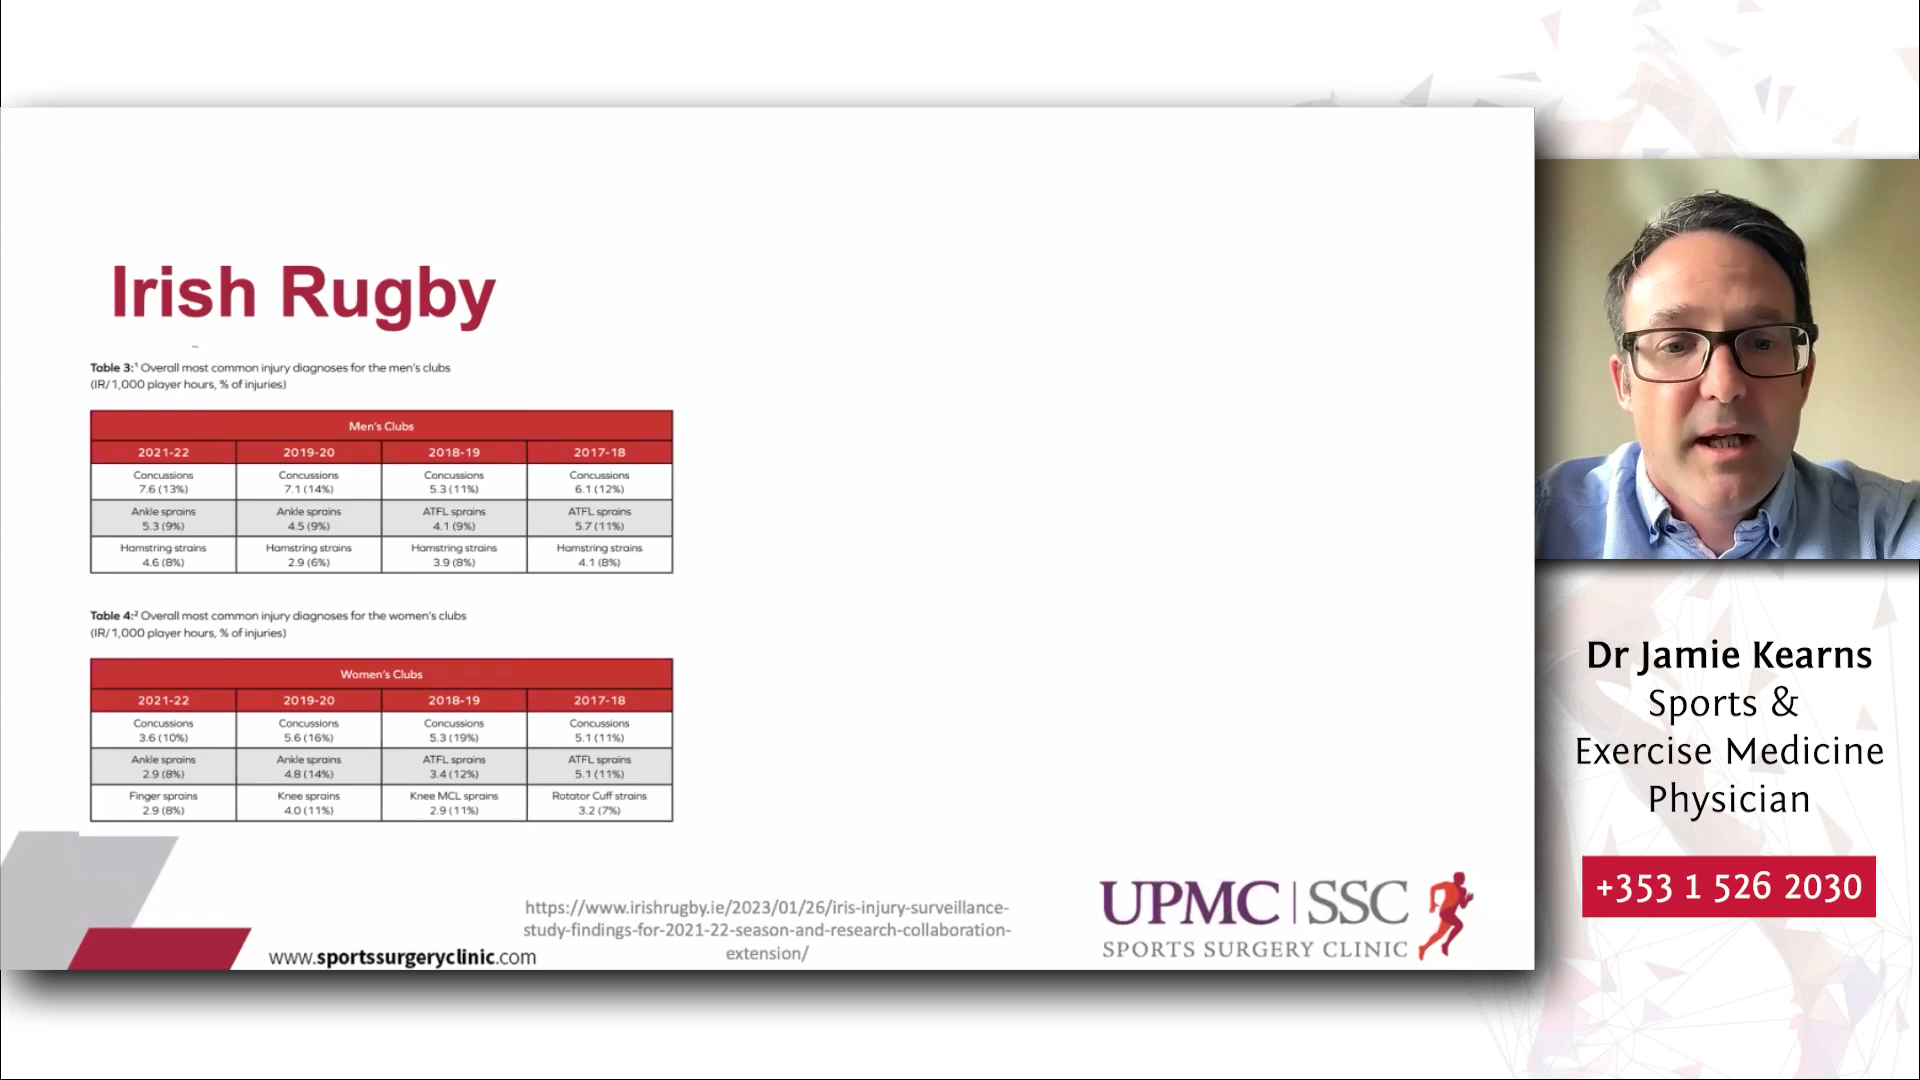 Irish Rugby
Table 3:¹ Overall most common injury diagnoses for the men's clubs
(IR/1,000 player hours, % of injuries)
Men's Clubs
2021-22 2019-20 2018-19 2017-18
Concussions Concussions Concussions Concussions
7.6 (13%) 7.1 (14%) 5.3 (11%) 6.1 (12%)
Ankle sprains Ankle sprains ATFL sprains ATFL sprains
5.3 (9%) 4.5 (9%) 4.1 (9%) 5.7 (11%)
Hamstring strains Hamstring strains Hamstring strains Hamstring strains
4.6 (8%) 2.9 (6%) 3.9 (8%) 4.1 (8%)
Table 4:² Overall most common injury diagnoses for the women's clubs
(IR/1,000 player hours, % of injuries)
Women's Clubs
2021-22 2019-20 2018-19 2017-18
Concussions Concussions Concussions Concussions
3.6 (10%) 5.6 (16%) 5.3 (19%) 5.1 (11%)
Ankle sprains Ankle sprains ATFL sprains ATFL sprains
2.9 (8%) 4.8 (14%) 3.4 (12%) 5.1 (11%)
Finger sprains Knee sprains Knee MCL sprains Rotator Cuff strains
2.9 (8%) 4.0 (11%) 2.9 (11%) 3.2 (7%)
https://www.irishrugby.ie/2023/01/26/iris-injury-surveillance-
study-findings-for-2021-22-season-and-research-collaboration-
extension/
www.sportssurgeryclinic.com
UPMC | SSC
SPORTS SURGERY CLINIC
Dr Jamie Kearns
Sports &
Exercise Medicine
Physician
+353 1 526 2030